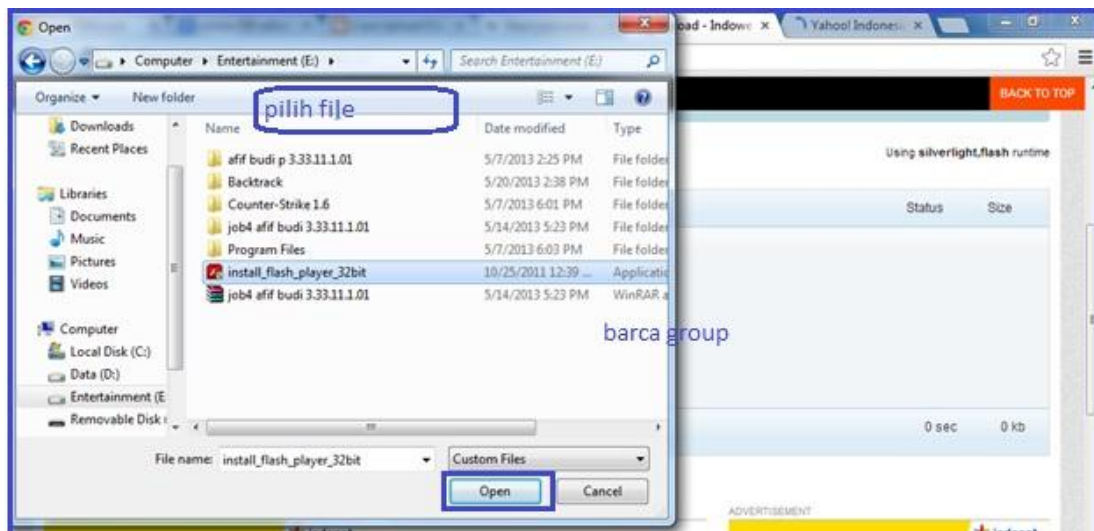 Open
oad - Indowe
Yahoo! Indonesi
Computer Entertainment (E:)
Search Entertainment (E:)
BACK TO TOP
Organize New folder
pilih file
Downloads
Recent Places
Libraries
Documents
Music
Pictures
Videos
Computer
Local Disk (C:)
Data (D:)
Entertainment (E
Removable Disk
Name Date modified Type
afif budi p 3.33.11.1.01 5/7/2013 2:25 PM File folder
Backtrack 5/20/2013 2:38 PM File folder
Counter-Strike 1.6 5/7/2013 6:01 PM File folder
job4 afif budi 3.33.11.1.01 5/14/2013 5:23 PM File folder
Program Files 5/7/2013 6:03 PM File folder
install_flash_player_32bit 10/25/2011 12:39 ... Applicatio
job4 afif budi 3.33.11.1.01 5/14/2013 5:23 PM WinRAR a
barca group
Using silverlight,flash runtime
Status Size
0 sec 0 kb
File name: install_flash_player_32bit Custom Files
Open Cancel
ADVERTISEMENT